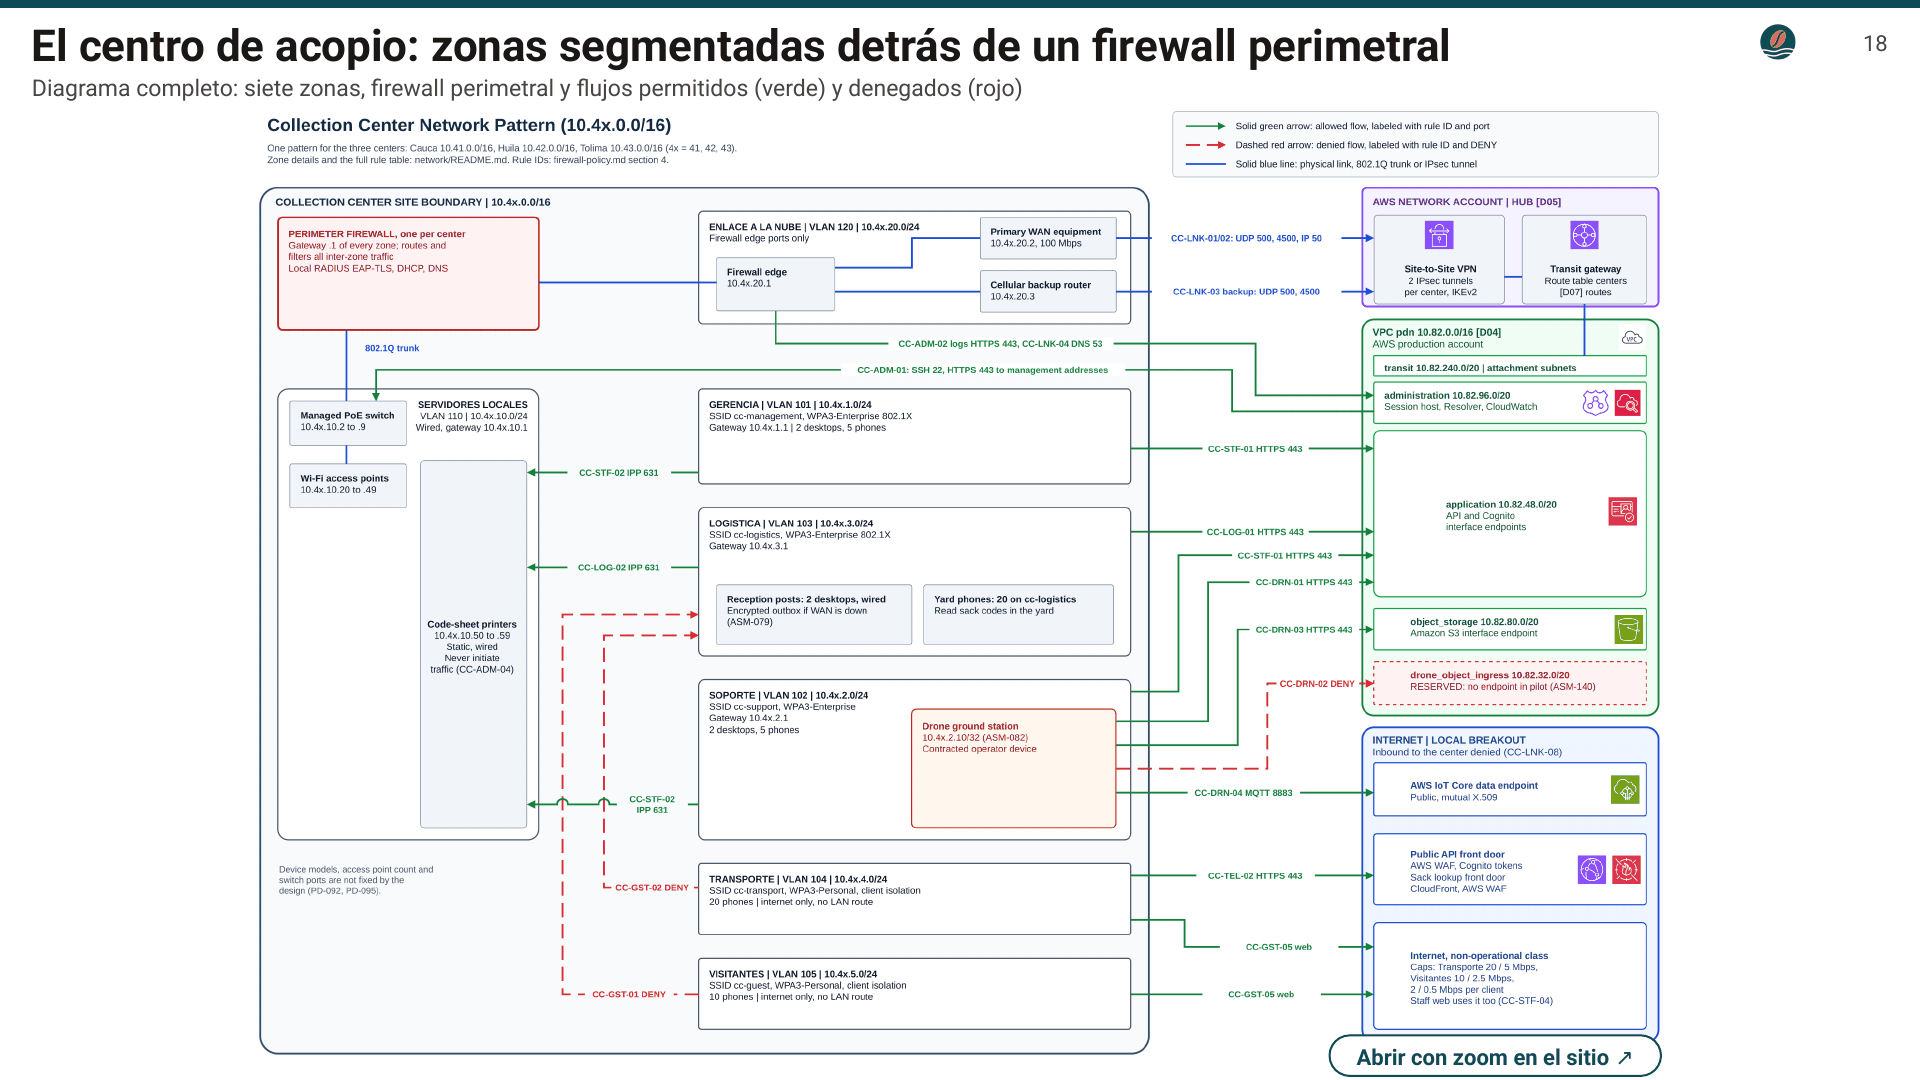 El centro de acopio: zonas segmentadas detrás de un firewall perimetral
18
Diagrama completo: siete zonas, firewall perimetral y flujos permitidos (verde) y denegados (rojo)
Collection Center Network Pattern (10.4x.0.0/16)
One pattern for the three centers: Cauca 10.41.0.0/16, Huila 10.42.0.0/16, Tolima 10.43.0.0/16 (4x = 41, 42, 43).
Zone details and the full rule table: network/README.md. Rule IDs: firewall-policy.md section 4.
Solid green arrow: allowed flow, labeled with rule ID and port
Dashed red arrow: denied flow, labeled with rule ID and DENY
Solid blue line: physical link, 802.1Q trunk or IPsec tunnel
COLLECTION CENTER SITE BOUNDARY | 10.4x.0.0/16
PERIMETER FIREWALL, one per center
Gateway .1 of every zone; routes and
filters all inter-zone traffic
Local RADIUS EAP-TLS, DHCP, DNS
802.1Q trunk
ENLACE A LA NUBE | VLAN 120 | 10.4x.20.0/24
Firewall edge ports only
Firewall edge
10.4x.20.1
Primary WAN equipment
10.4x.20.2, 100 Mbps
Cellular backup router
10.4x.20.3
CC-LNK-01/02: UDP 500, 4500, IP 50
CC-LNK-03 backup: UDP 500, 4500
CC-ADM-02 logs HTTPS 443, CC-LNK-04 DNS 53
CC-ADM-01: SSH 22, HTTPS 443 to management addresses
AWS NETWORK ACCOUNT | HUB [D05]
Site-to-Site VPN
2 IPsec tunnels
per center, IKEv2
Transit gateway
Route table centers
[D07] routes
VPC pdn 10.82.0.0/16 [D04]
AWS production account
VPC
transit 10.82.240.0/20 | attachment subnets
administration 10.82.96.0/20
Session host, Resolver, CloudWatch
application 10.82.48.0/20
API and Cognito
interface endpoints
object_storage 10.82.80.0/20
Amazon S3 interface endpoint
drone_object_ingress 10.82.32.0/20
RESERVED: no endpoint in pilot (ASM-140)
Managed PoE switch
10.4x.10.2 to .9
SERVIDORES LOCALES
VLAN 110 | 10.4x.10.0/24
Wired, gateway 10.4x.10.1
Wi-Fi access points
10.4x.10.20 to .49
Code-sheet printers
10.4x.10.50 to .59
Static, wired
Never initiate
traffic (CC-ADM-04)
Device models, access point count and
switch ports are not fixed by the
design (PD-092, PD-095).
CC-STF-02 IPP 631
CC-LOG-02 IPP 631
CC-STF-02
IPP 631
CC-GST-02 DENY
CC-GST-01 DENY
GERENCIA | VLAN 101 | 10.4x.1.0/24
SSID cc-management, WPA3-Enterprise 802.1X
Gateway 10.4x.1.1 | 2 desktops, 5 phones
LOGISTICA | VLAN 103 | 10.4x.3.0/24
SSID cc-logistics, WPA3-Enterprise 802.1X
Gateway 10.4x.3.1
Reception posts: 2 desktops, wired
Encrypted outbox if WAN is down
(ASM-079)
Yard phones: 20 on cc-logistics
Read sack codes in the yard
SOPORTE | VLAN 102 | 10.4x.2.0/24
SSID cc-support, WPA3-Enterprise
Gateway 10.4x.2.1
2 desktops, 5 phones
Drone ground station
10.4x.2.10/32 (ASM-082)
Contracted operator device
TRANSPORTE | VLAN 104 | 10.4x.4.0/24
SSID cc-transport, WPA3-Personal, client isolation
20 phones | internet only, no LAN route
VISITANTES | VLAN 105 | 10.4x.5.0/24
SSID cc-guest, WPA3-Personal, client isolation
10 phones | internet only, no LAN route
CC-STF-01 HTTPS 443
CC-LOG-01 HTTPS 443
CC-STF-01 HTTPS 443
CC-DRN-01 HTTPS 443
CC-DRN-03 HTTPS 443
CC-DRN-02 DENY
CC-DRN-04 MQTT 8883
CC-TEL-02 HTTPS 443
CC-GST-05 web
CC-GST-05 web
INTERNET | LOCAL BREAKOUT
Inbound to the center denied (CC-LNK-08)
AWS IoT Core data endpoint
Public, mutual X.509
Public API front door
AWS WAF, Cognito tokens
Sack lookup front door
CloudFront, AWS WAF
Internet, non-operational class
Caps: Transporte 20 / 5 Mbps,
Visitantes 10 / 2.5 Mbps,
2 / 0.5 Mbps per client
Staff web uses it too (CC-STF-04)
Abrir con zoom en el sitio ↗